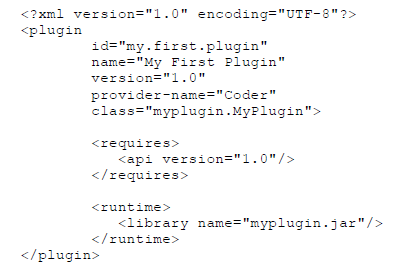 <?xml version="1.0" encoding="UTF-8"?>
<plugin
id="my.first.plugin"
name="My First Plugin"
version="1.0"
provider-name="Coder"
class="myplugin.MyPlugin">
<requires>
<api version="1.0"/>
</requires>
<runtime>
<library name="myplugin.jar"/>
</runtime>
</plugin>